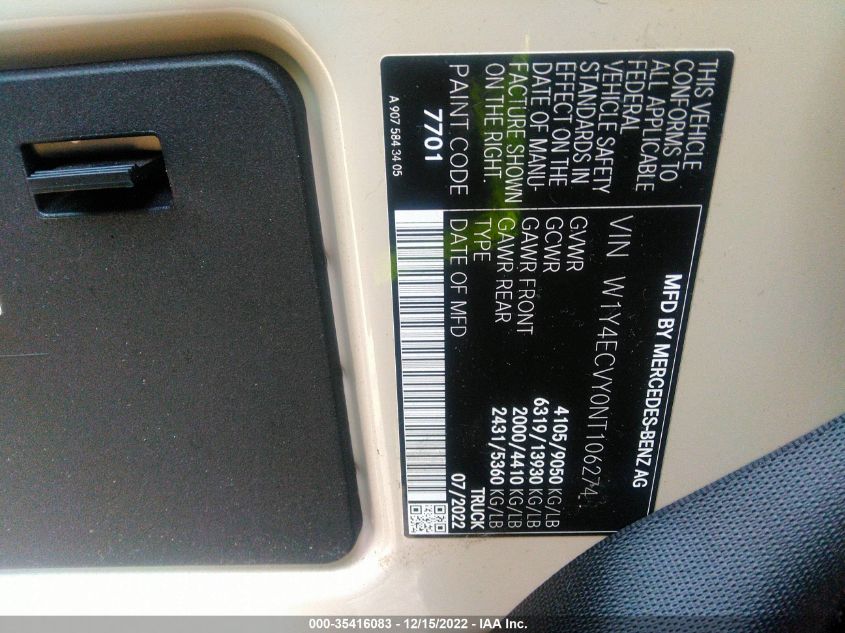 MFD BY MERCEDES-BENZ AG
VIN W1Y4ECVY0NT106274
GVWR 4105/9050 KG/LB
GCWR 6319/13930 KG/LB
GAWR FRONT 2000/4410 KG/LB
GAWR REAR 2431/5360 KG/LB
TYPE TRUCK
DATE OF MFD 07/2022
THIS VEHICLE
CONFORMS TO
ALL APPLICABLE
FEDERAL
VEHICLE SAFETY
STANDARDS IN
EFFECT ON THE
DATE OF MANU-
FACTURE SHOWN
ON THE RIGHT
PAINT CODE
7701
A 907 584 34 05
000-35416083 - 12/15/2022 - IAA Inc.